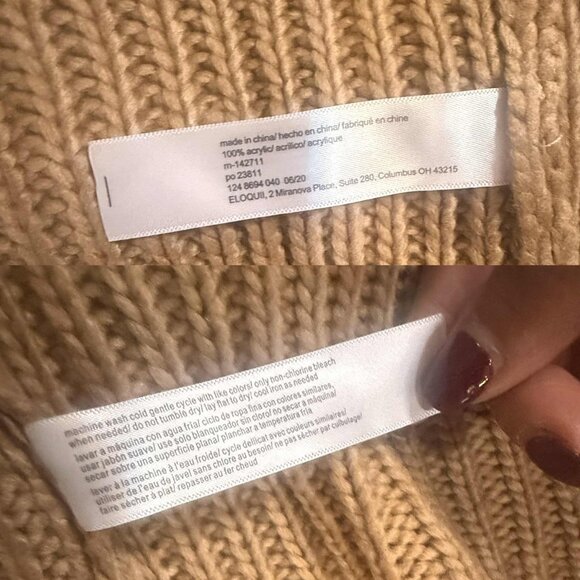 made in china/ hecho en china/ fabriqué en chine
100% acrylic/ acrílico/ acrylique
m-142711
po 23811
124 8694 040 06/20
ELOQUII, 2 Miranova Place, Suite 280, Columbus OH 43215
machine wash cold gentle cycle with like colors/ only non-chlorine bleach
when needed/ do not tumble dry/ lay flat to dry/ cool iron as needed
lavar a máquina con agua fría/ ciclo de ropa fina con colores similares,
usar jabón suave/ use solo blanqueador sin cloro/ no secar a máquina/
secar sobre una superficie plana/ planchar a temperatura fria
lever à la machine à l'eau froide/ cycle delicat avec couleurs similaires/
utiliser de l'eau de javel sans chlore au besoin/ ne pas sécher par culbutage/
faire sécher à plat/ repasser au fer chaud